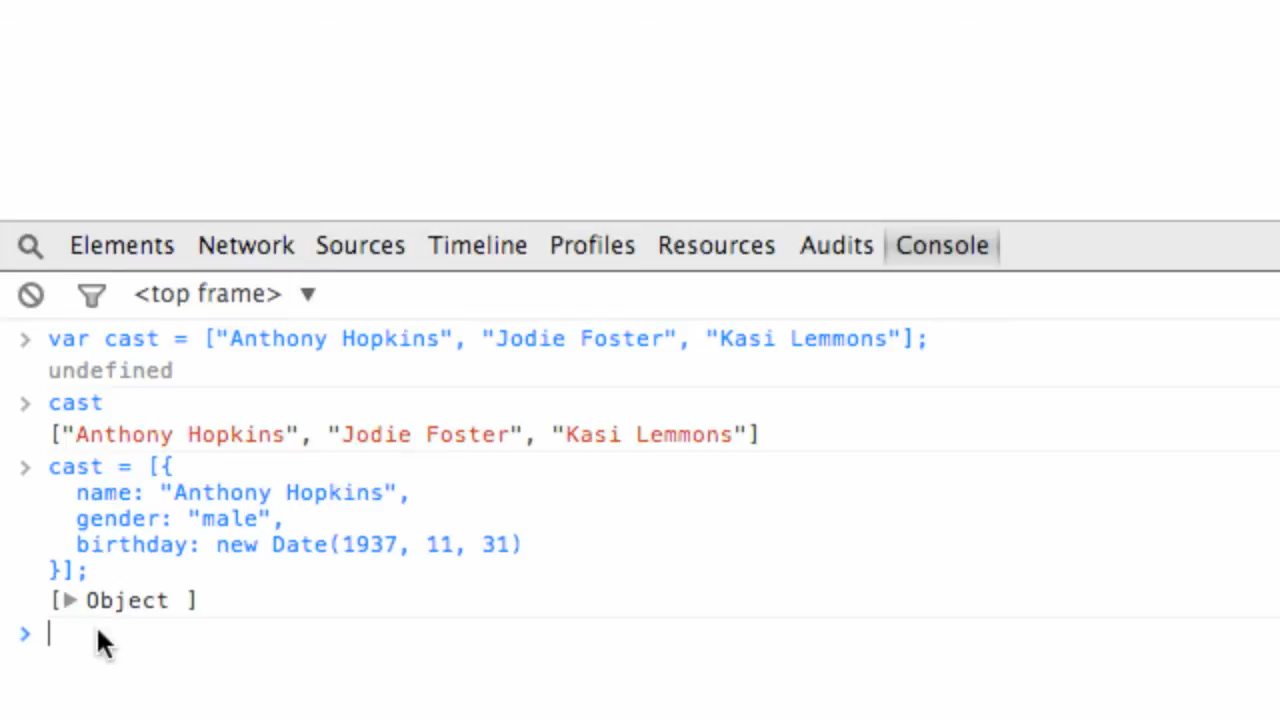 Elements Network Sources Timeline Profiles Resources Audits Console
<top frame> ▼
> var cast = ["Anthony Hopkins", "Jodie Foster", "Kasi Lemmons"];
undefined
> cast
["Anthony Hopkins", "Jodie Foster", "Kasi Lemmons"]
> cast = [{
name: "Anthony Hopkins",
gender: "male",
birthday: new Date(1937, 11, 31)
}];
[▶ Object ]
>